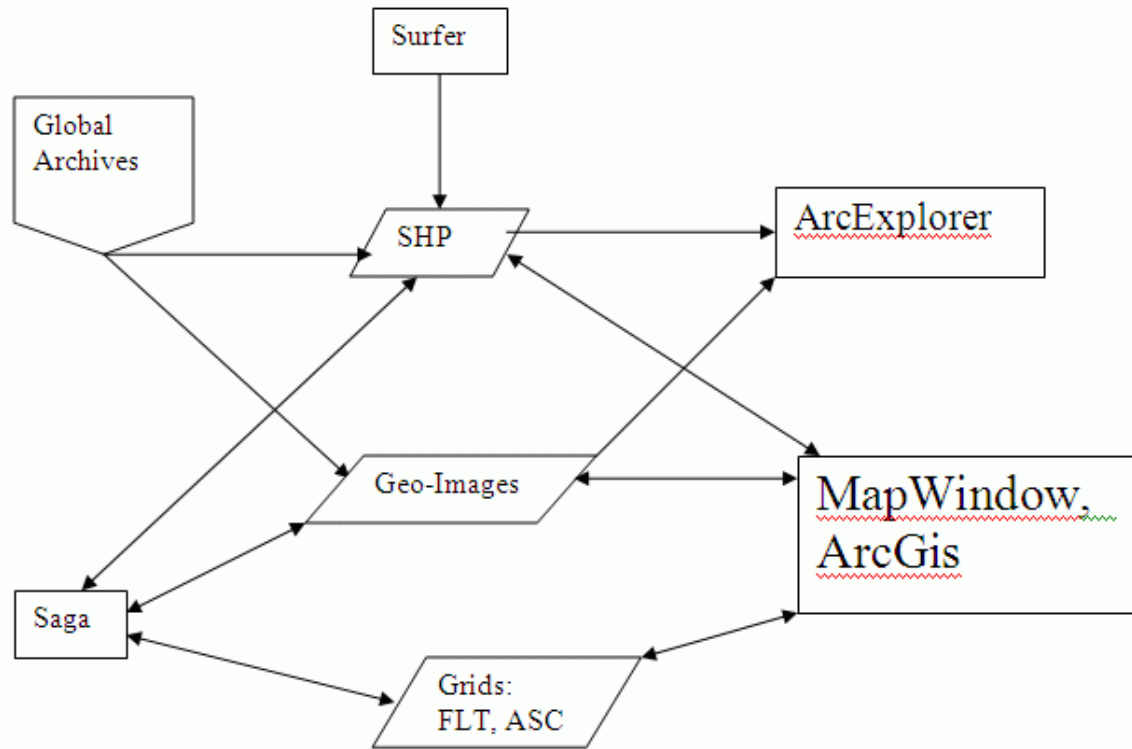 Surfer
Global
Archives
SHP
ArcExplorer
Geo-Images
MapWindow,
ArcGis
Saga
Grids:
FLT, ASC